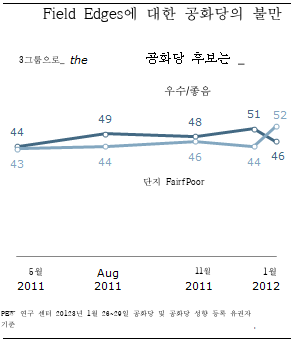 Field Edges에 대한 공화당의 불만
3그룹으로_ the 공화당 후보는 _
우수/좋음
44 49 48 51 52
43 44 46 44 46
단지 FairfPoor
5월 Aug 11월 1월
2011 2011 2011 2012
PEW 연구 센터 20123년 1월 26~29일 공화당 및 공화당 성향 등록 유권자
기준